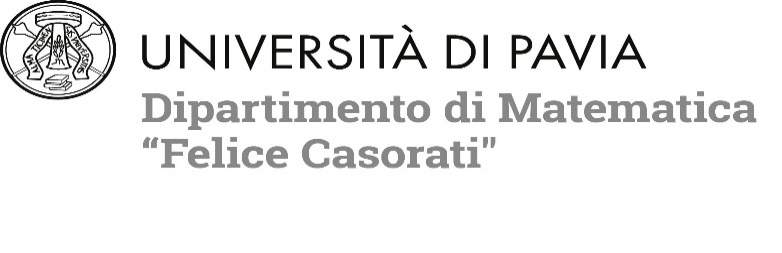 UNIVERSITÀ DI PAVIA
Dipartimento di Matematica
“Felice Casorati"